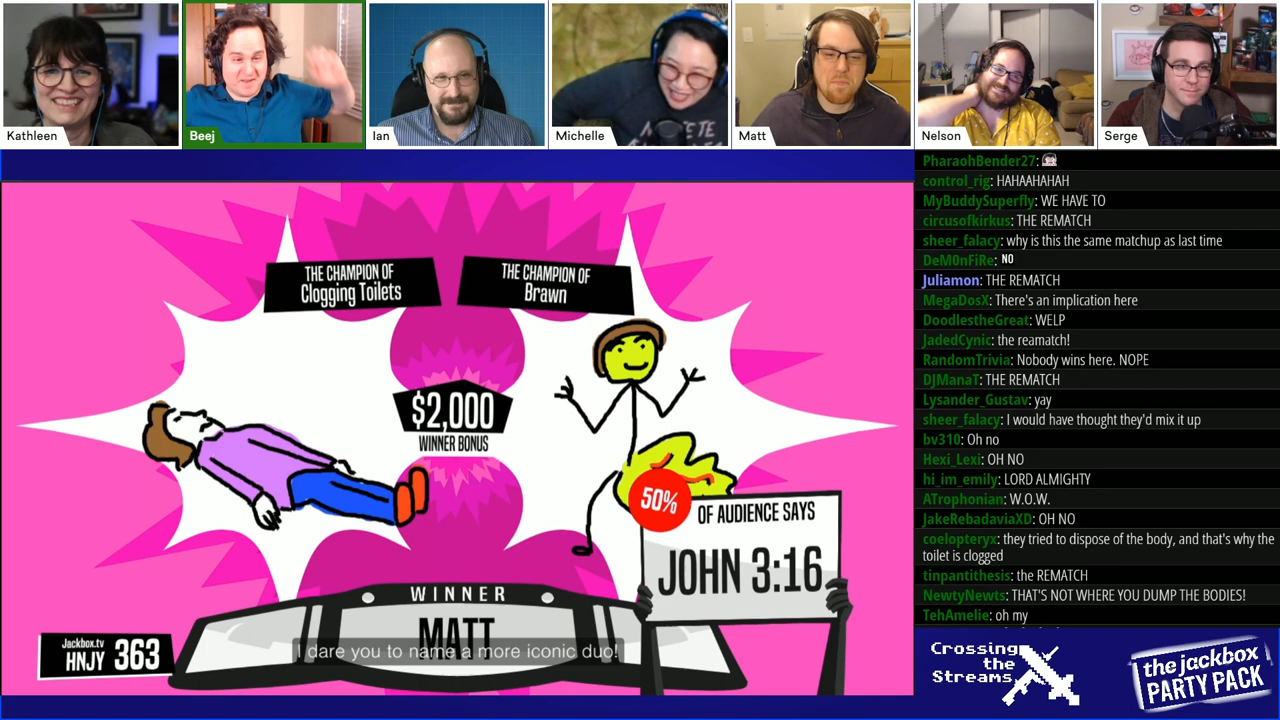 Kathleen
Beej
Ian
Michelle
Matt
Nelson
Serge
THE CHAMPION OF
Clogging Toilets
THE CHAMPION OF
Brawn
$2,000
WINNER BONUS
50%
OF AUDIENCE SAYS
JOHN 3:16
WINNER
MATT
I dare you to name a more iconic duo!
Jackbox.tv
HNJY 363
PharaohBender27:
control_rig: HAHAAHAHAH
MyBuddySuperfly: WE HAVE TO
circusofkirkus: THE REMATCH
sheer_falacy: why is this the same matchup as last time
DeM0nFiRe: NO
Juliamon: THE REMATCH
MegaDosX: There's an implication here
DoodlestheGreat: WELP
JadedCynic: the reamatch!
RandomTrivia: Nobody wins here. NOPE
DJManaT: THE REMATCH
Lysander_Gustav: yay
sheer_falacy: I would have thought they'd mix it up
bv310: Oh no
Hexi_Lexi: OH NO
hi_im_emily: LORD ALMIGHTY
ATrophonian: W.O.W.
JakeRebadaviaXD: OH NO
coelopteryx: they tried to dispose of the body, and that's why the
toilet is clogged
tinpantithesis: the REMATCH
NewtyNewts: THAT'S NOT WHERE YOU DUMP THE BODIES!
TehAmelie: oh my
Crossing
the
Streams
the jackbox
PARTY PACK